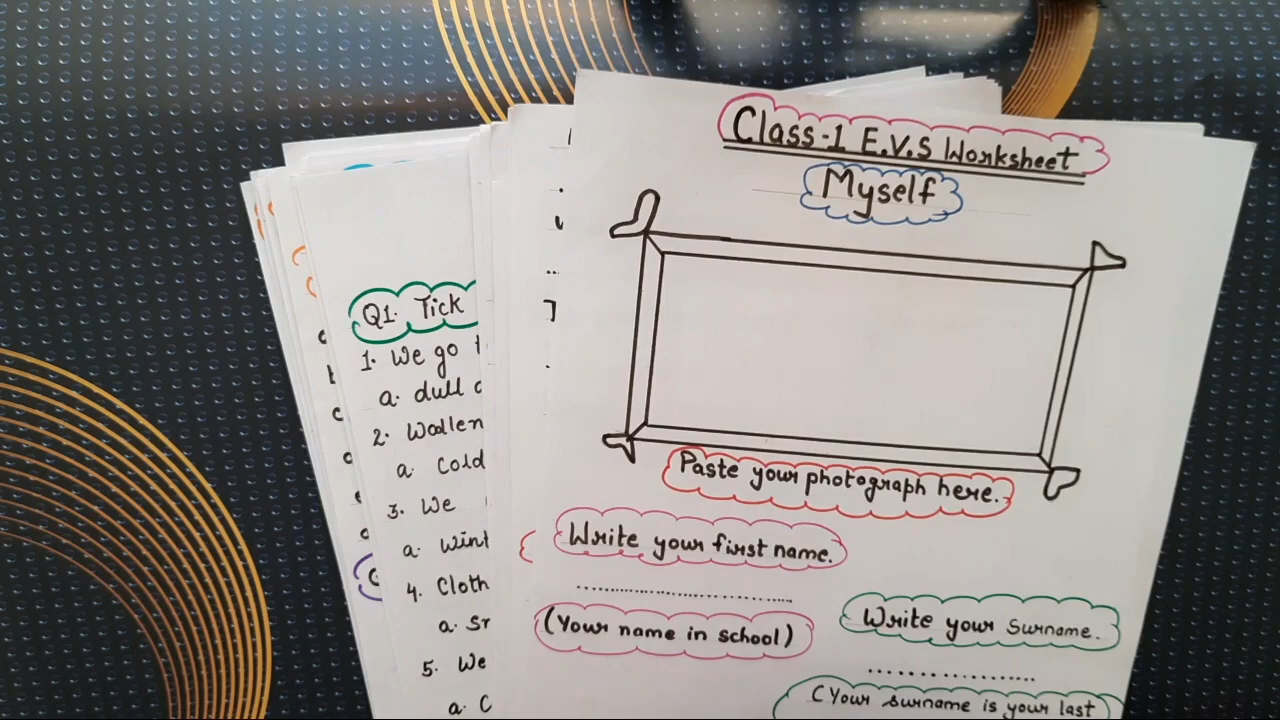 Class-1 E.V.S Worksheet
Myself
Paste your photograph here.
Write your first name.
(Your name in school)
Write your Surname.
(Your surname is your last
Q1. Tick
1. We go
a. dull
2. Wollen
a. Cold
3. We
a. Wint
4. Cloth
a. Sr
5. We
a. C